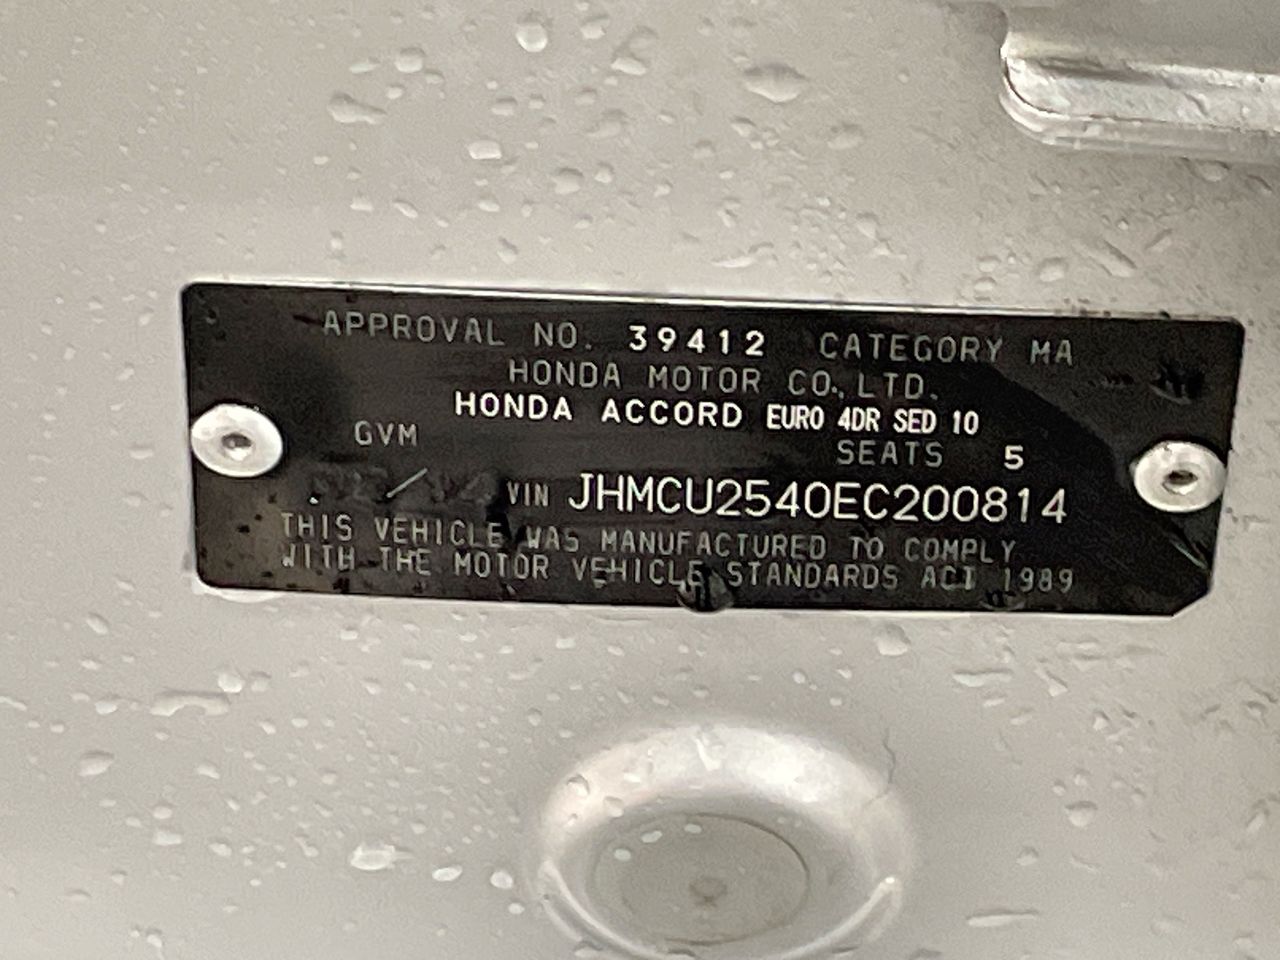 APPROVAL NO. 39412 CATEGORY MA
HONDA MOTOR CO.,LTD.
HONDA ACCORD EURO 4DR SED 10
GVM SEATS 5
VIN JHMCU2540EC200814
THIS VEHICLE WAS MANUFACTURED TO COMPLY
WITH THE MOTOR VEHICLE STANDARDS ACT 1989